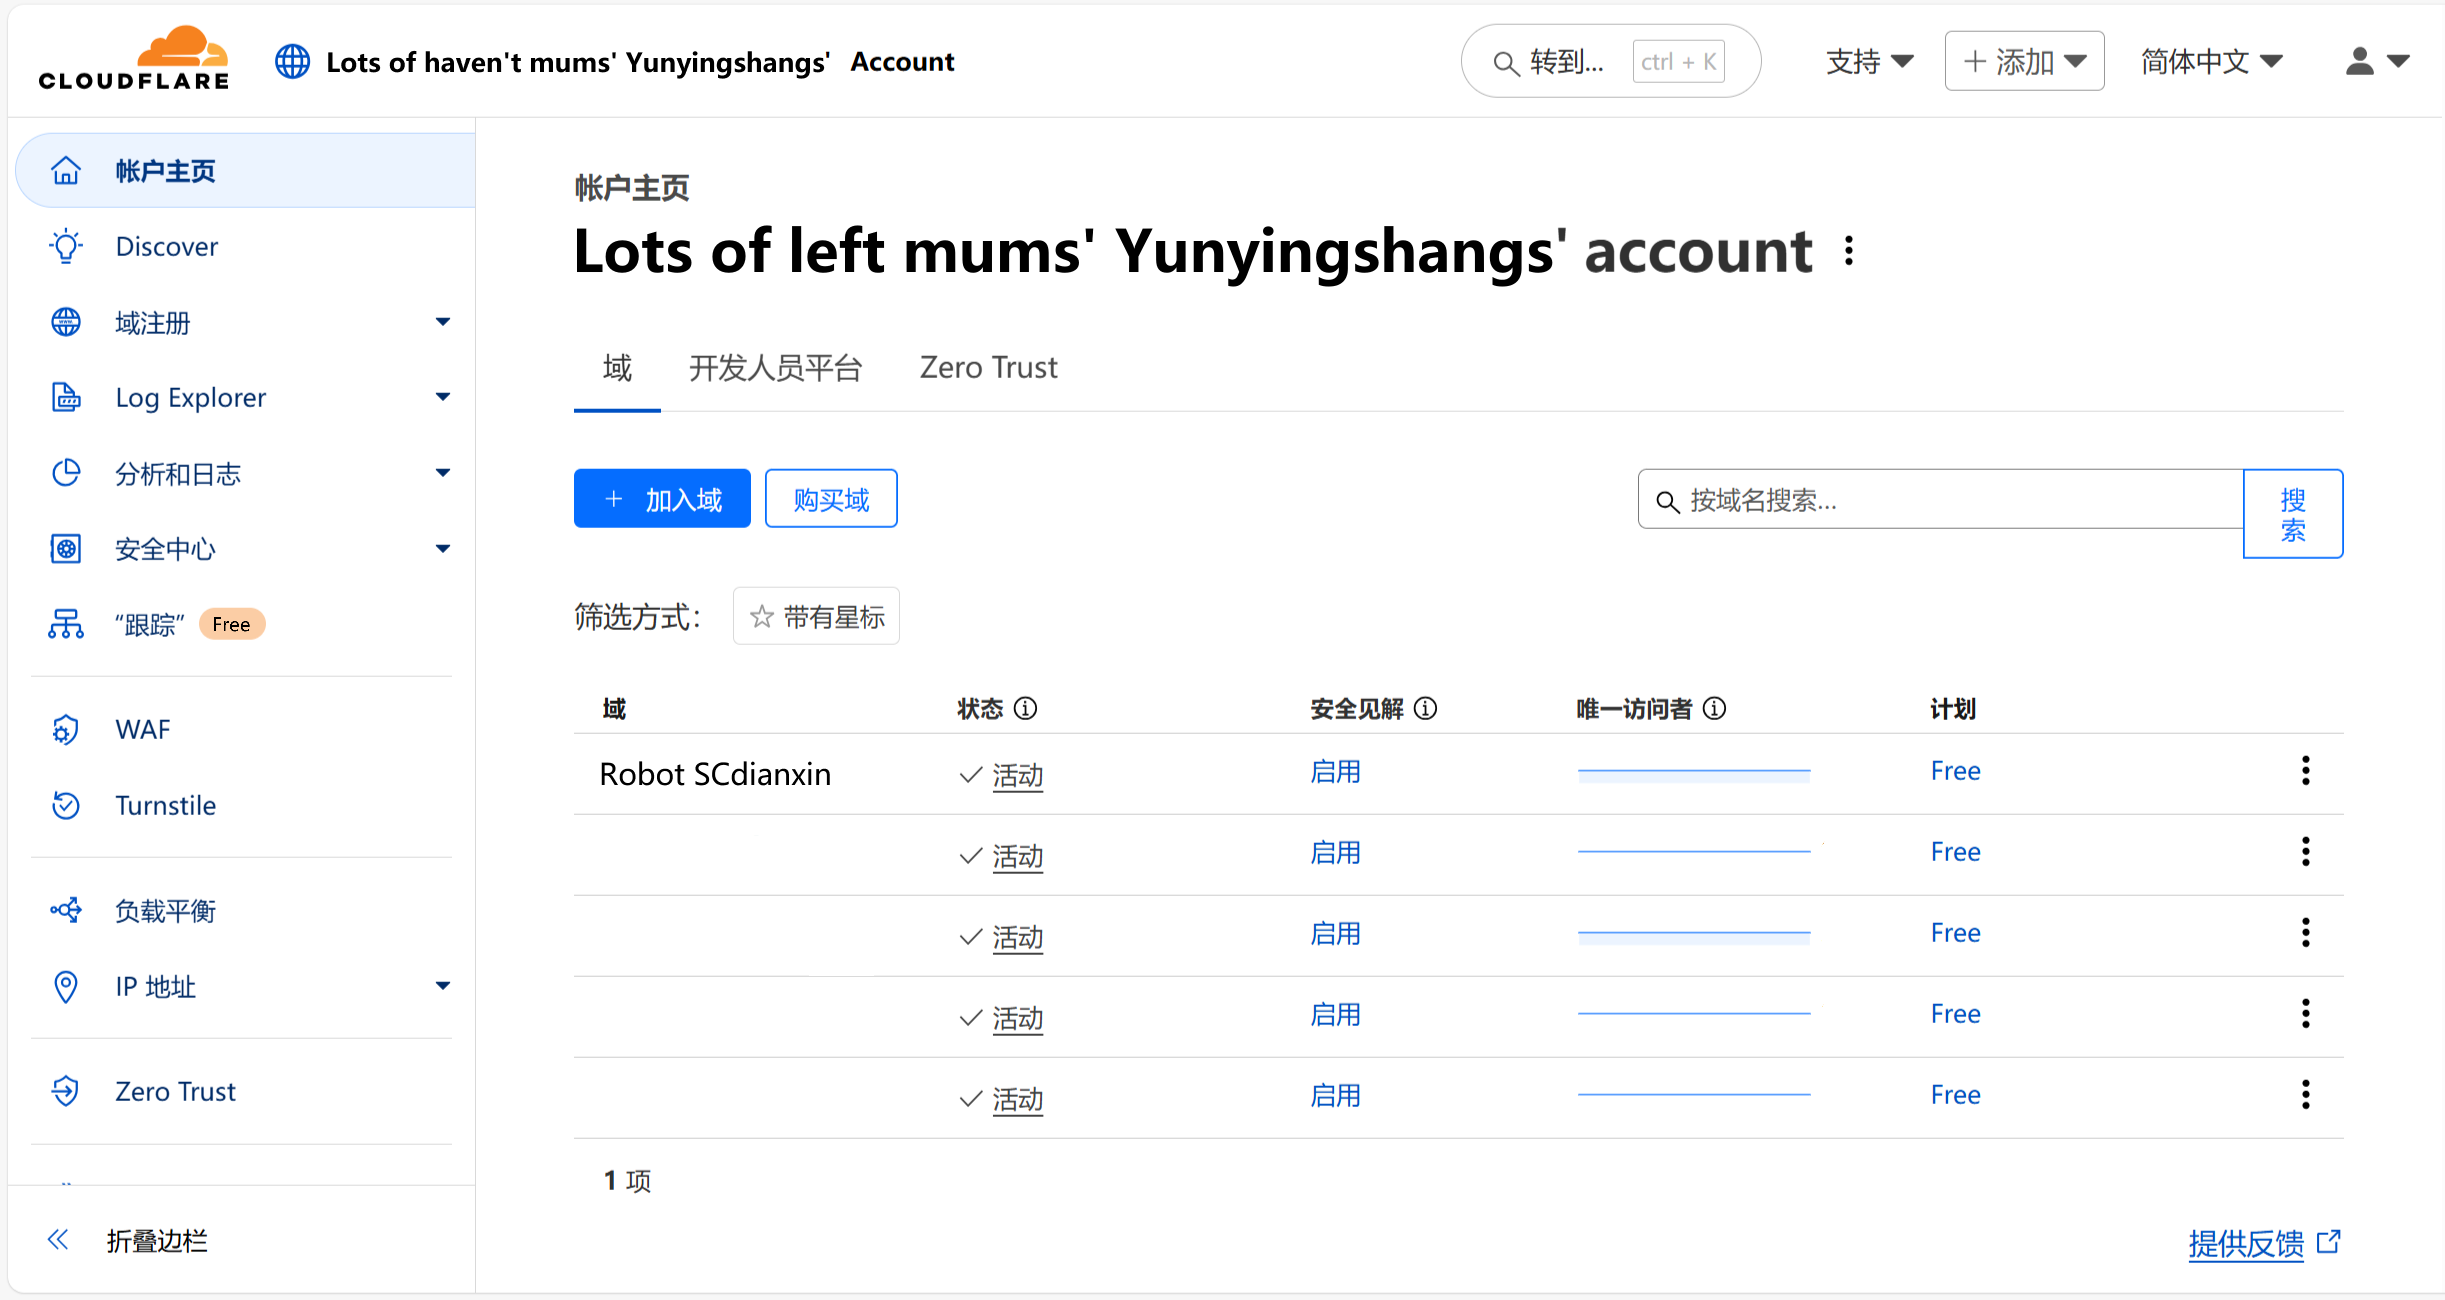 CLOUDFLARE
Lots of haven't mums' Yunyingshangs' Account
转到... ctrl + K
支持
添加
简体中文
帐户主页
Discover
域注册
Log Explorer
分析和日志
安全中心
“跟踪” Free
WAF
Turnstile
负载平衡
IP 地址
Zero Trust
折叠边栏
帐户主页
Lots of left mums' Yunyingshangs' account
域 开发人员平台 Zero Trust
+ 加入域 购买域
按域名搜索...
搜
索
筛选方式： 带有星标
域 状态 安全见解 唯一访问者 计划
Robot SCdianxin 活动 启用 Free
活动 启用 Free
活动 启用 Free
活动 启用 Free
活动 启用 Free
1 项
提供反馈